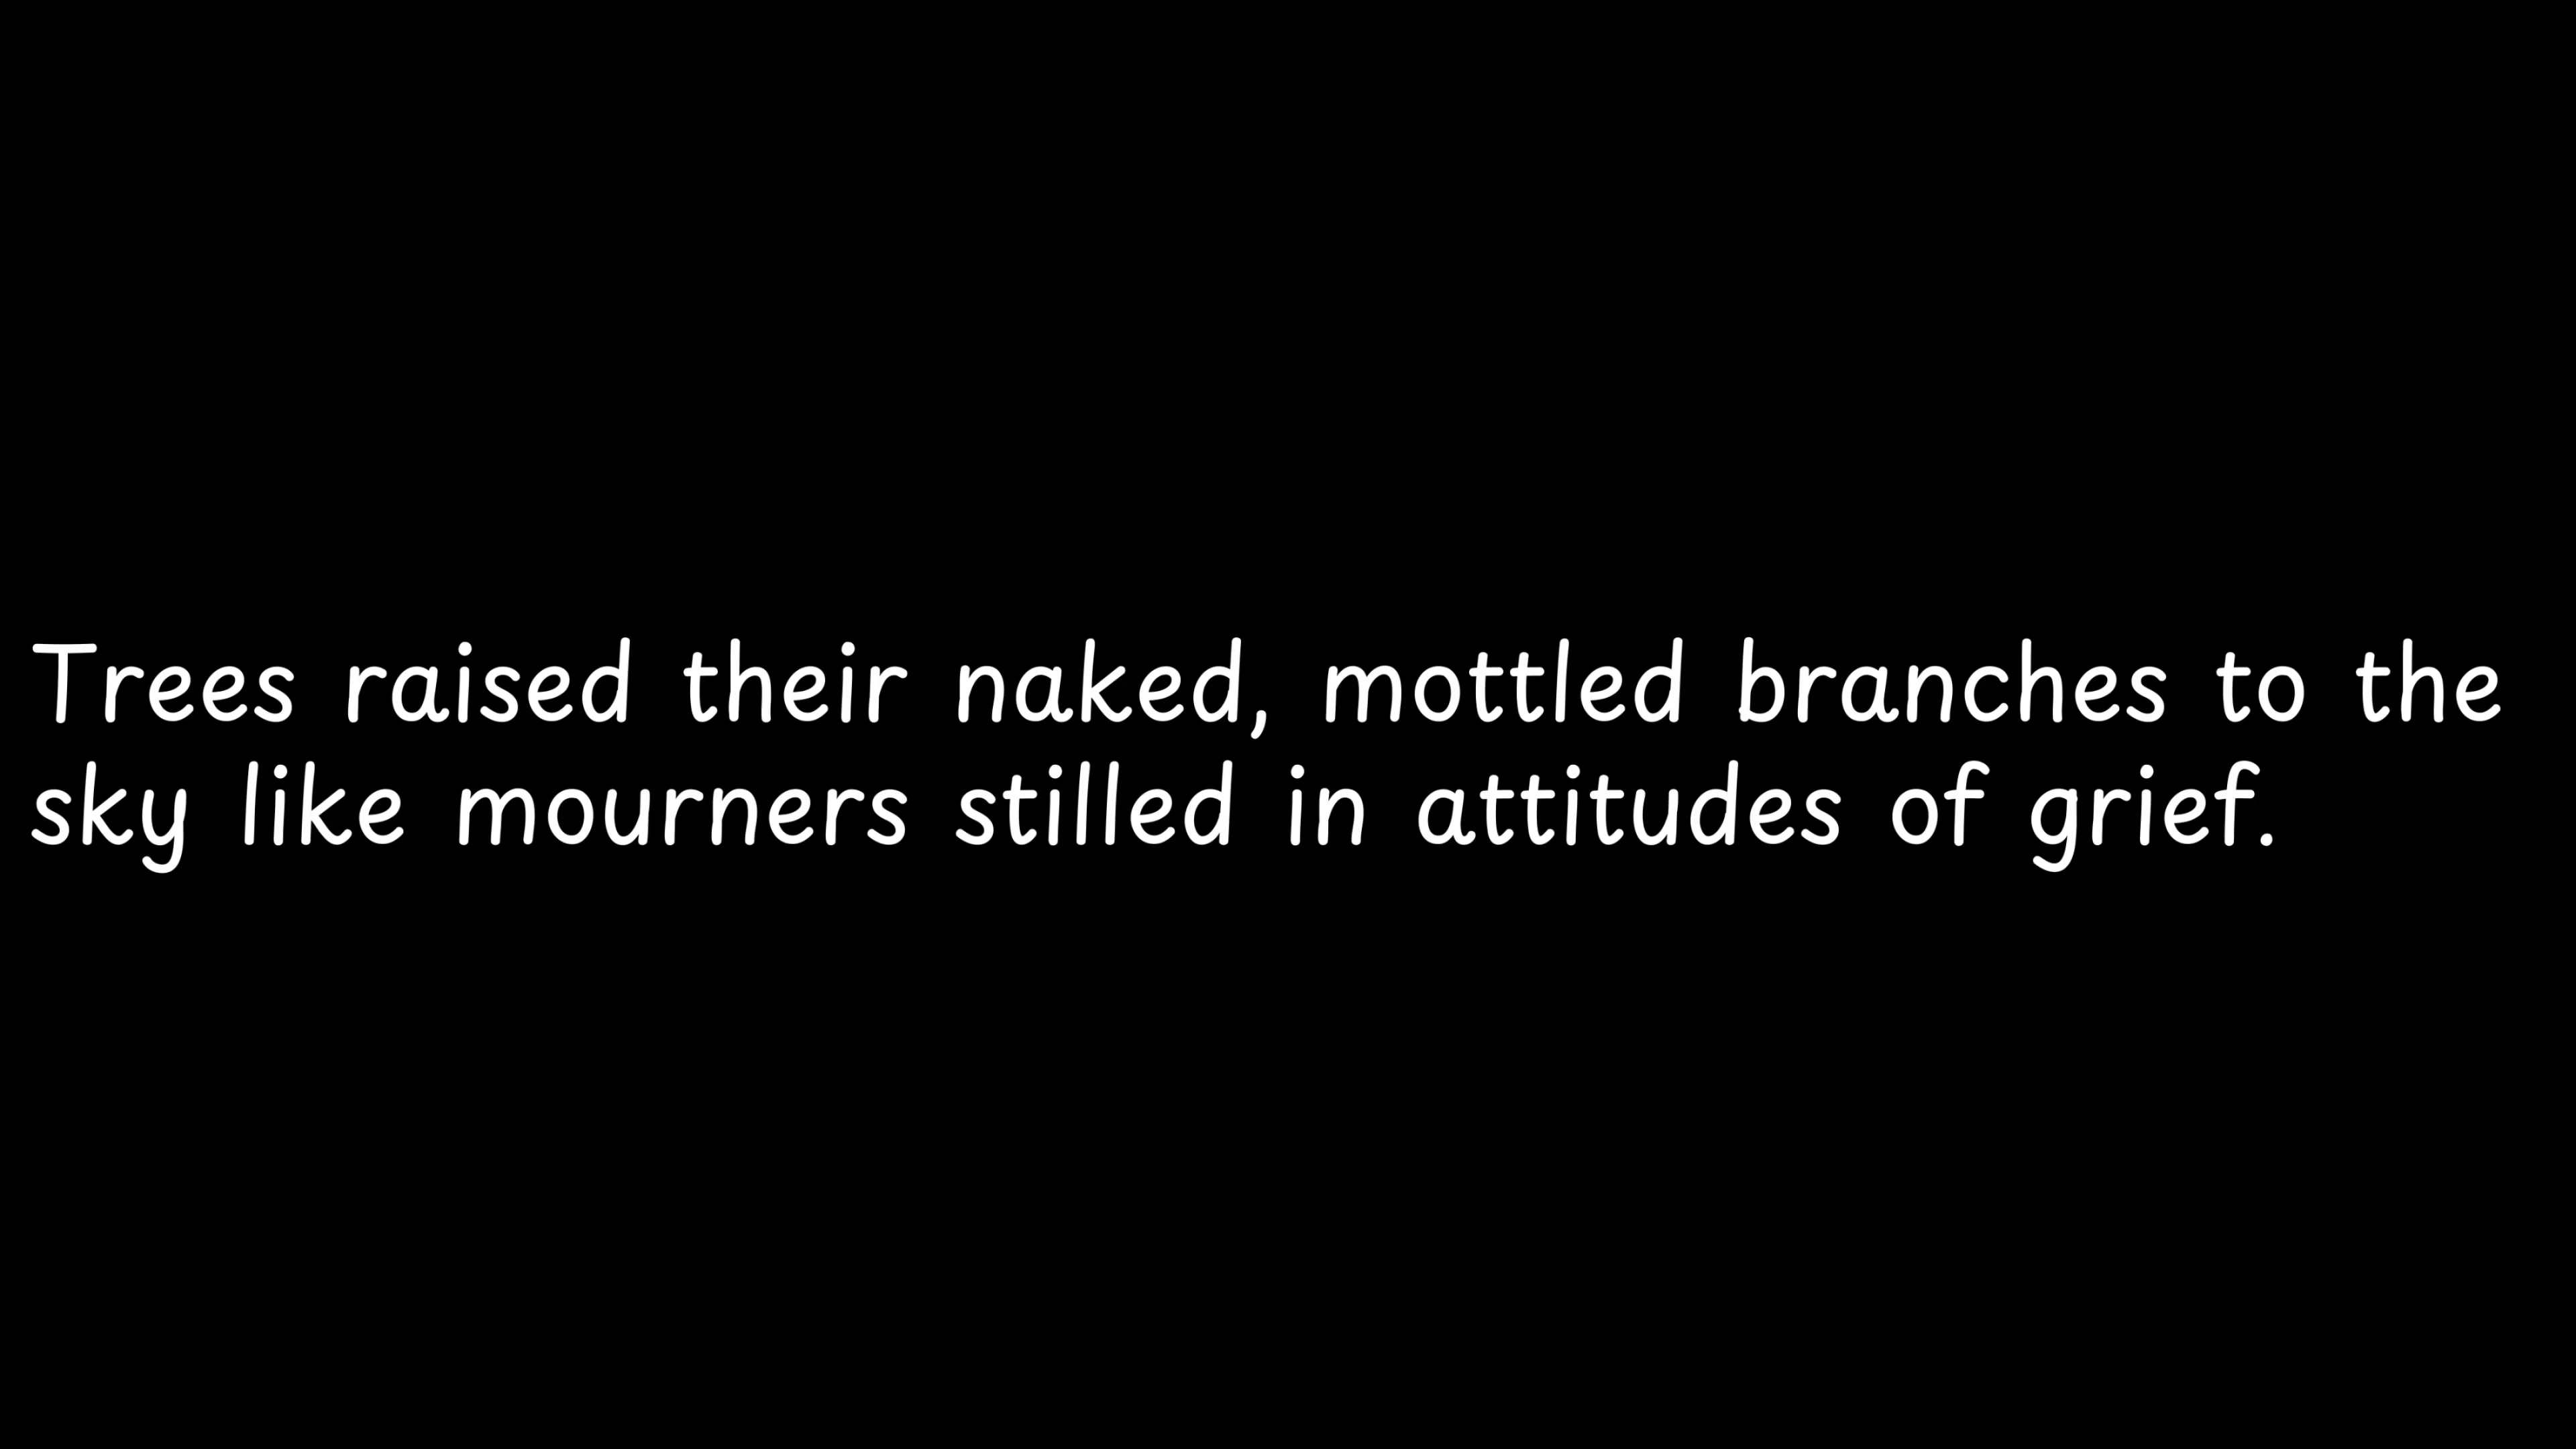 Trees raised their naked, mottled branches to the
sky like mourners stilled in attitudes of grief.